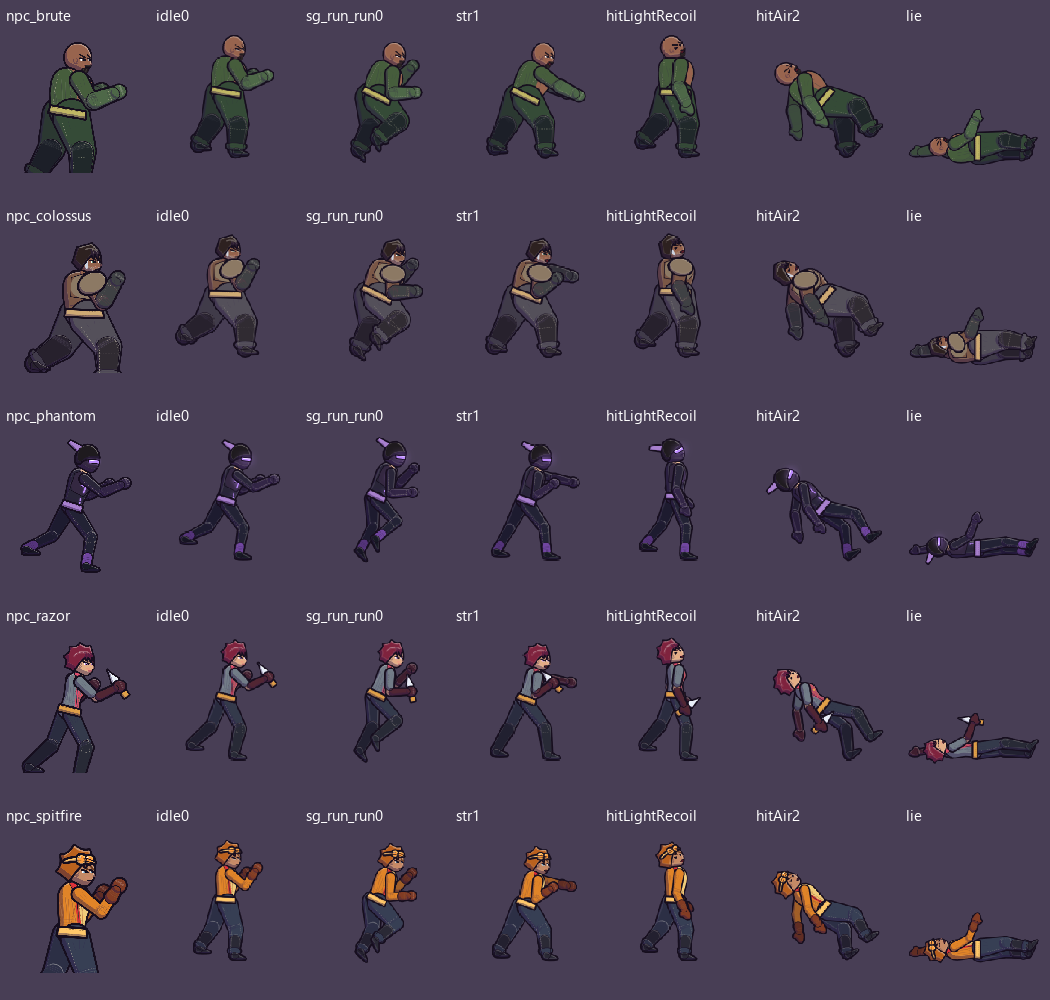 npc_brute idle0 sg_run_run0 str1 hitLightRecoil hitAir2 lie
npc_colossus idle0 sg_run_run0 str1 hitLightRecoil hitAir2 lie
npc_phantom idle0 sg_run_run0 str1 hitLightRecoil hitAir2 lie
npc_razor idle0 sg_run_run0 str1 hitLightRecoil hitAir2 lie
npc_spitfire idle0 sg_run_run0 str1 hitLightRecoil hitAir2 lie